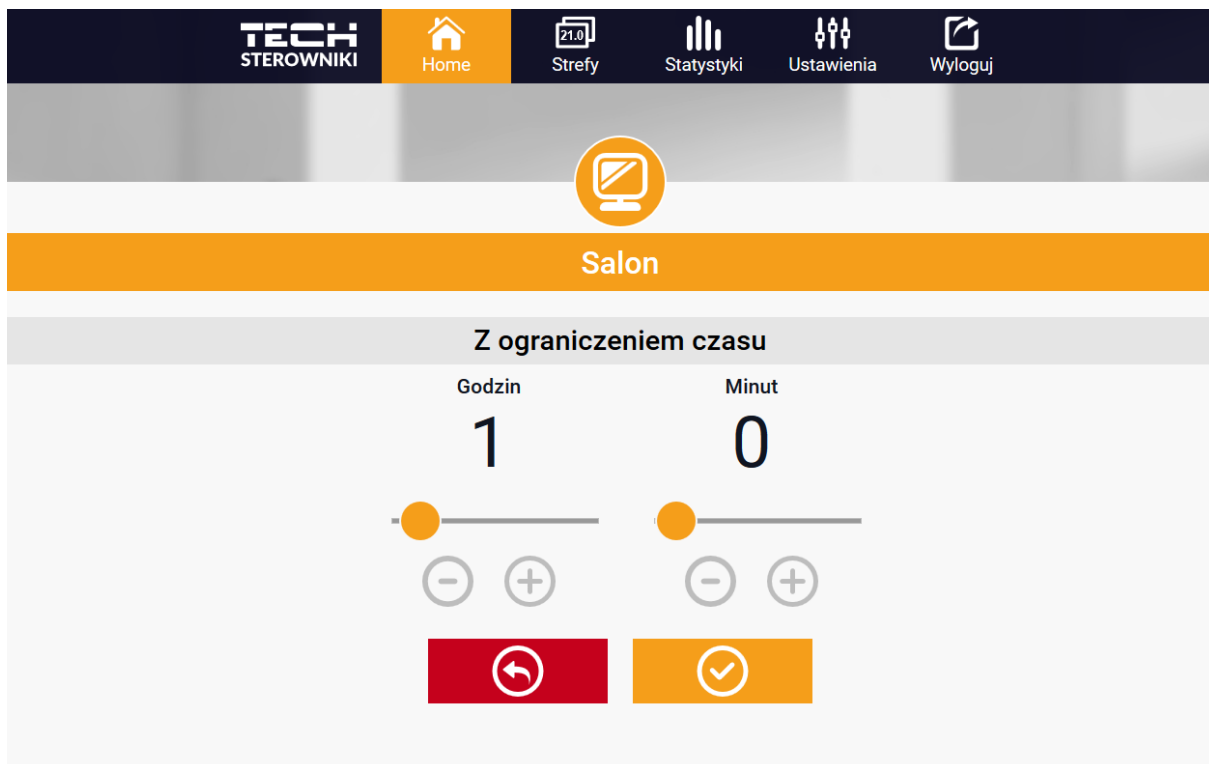 TECH
STEROWNIKI
Home
21.0
Strefy
Statystyki
Ustawienia
Wyloguj
Salon
Z ograniczeniem czasu
Godzin
Minut
1
0